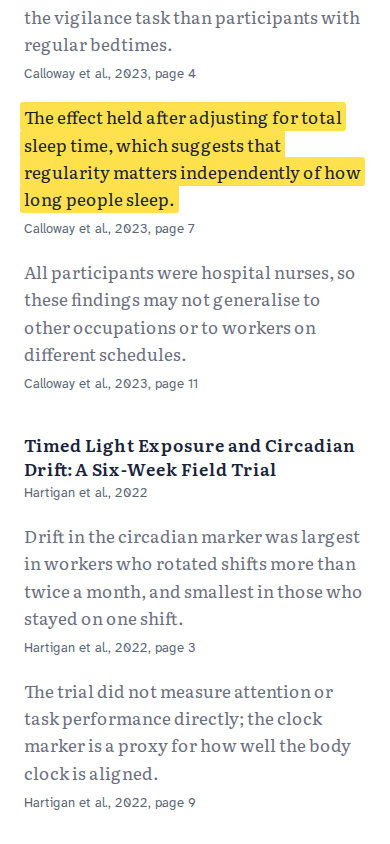 the vigilance task than participants with
regular bedtimes.
Calloway et al., 2023, page 4
The effect held after adjusting for total
sleep time, which suggests that
regularity matters independently of how
long people sleep.
Calloway et al., 2023, page 7
All participants were hospital nurses, so
these findings may not generalise to
other occupations or to workers on
different schedules.
Calloway et al., 2023, page 11
Timed Light Exposure and Circadian
Drift: A Six-Week Field Trial
Hartigan et al., 2022
Drift in the circadian marker was largest
in workers who rotated shifts more than
twice a month, and smallest in those who
stayed on one shift.
Hartigan et al., 2022, page 3
The trial did not measure attention or
task performance directly; the clock
marker is a proxy for how well the body
clock is aligned.
Hartigan et al., 2022, page 9